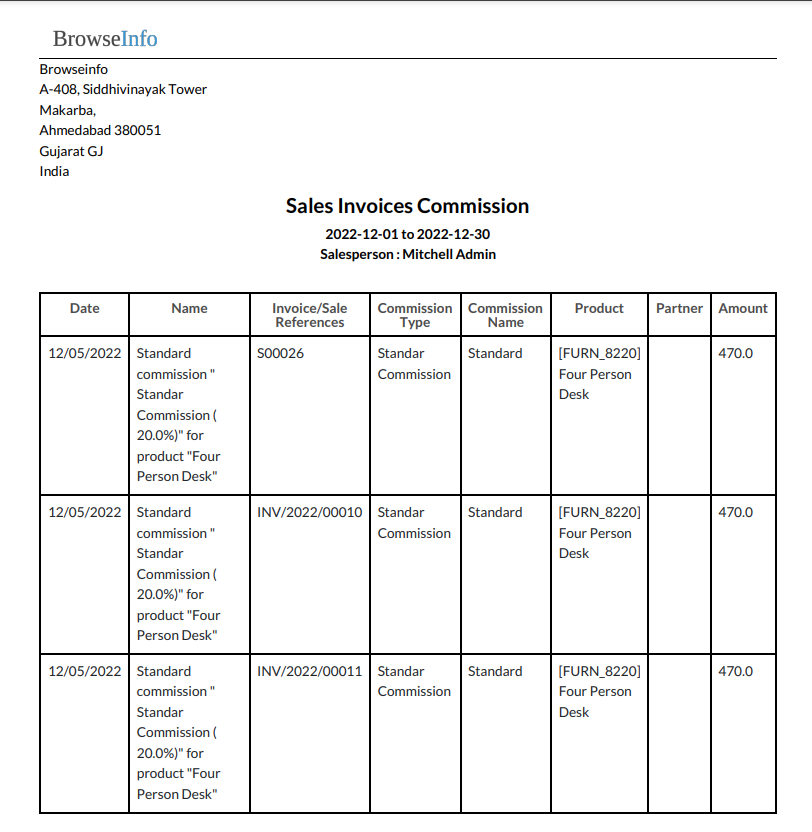 BrowseInfo
Browseinfo
A-408, Siddhivinayak Tower
Makarba,
Ahmedabad 380051
Gujarat GJ
India
Sales Invoices Commission
2022-12-01 to 2022-12-30
Salesperson : Mitchell Admin
Date Name Invoice/Sale References Commission Type Commission Name Product Partner Amount
12/05/2022 Standard S00026 Standar Standard [FURN_8220] 470.0
commission " Commission Four Person
Standar Desk
Commission (
20.0%)" for
product "Four
Person Desk"
12/05/2022 Standard INV/2022/00010 Standar Standard [FURN_8220] 470.0
commission " Commission Four Person
Standar Desk
Commission (
20.0%)" for
product "Four
Person Desk"
12/05/2022 Standard INV/2022/00011 Standar Standard [FURN_8220] 470.0
commission " Commission Four Person
Standar Desk
Commission (
20.0%)" for
product "Four
Person Desk"